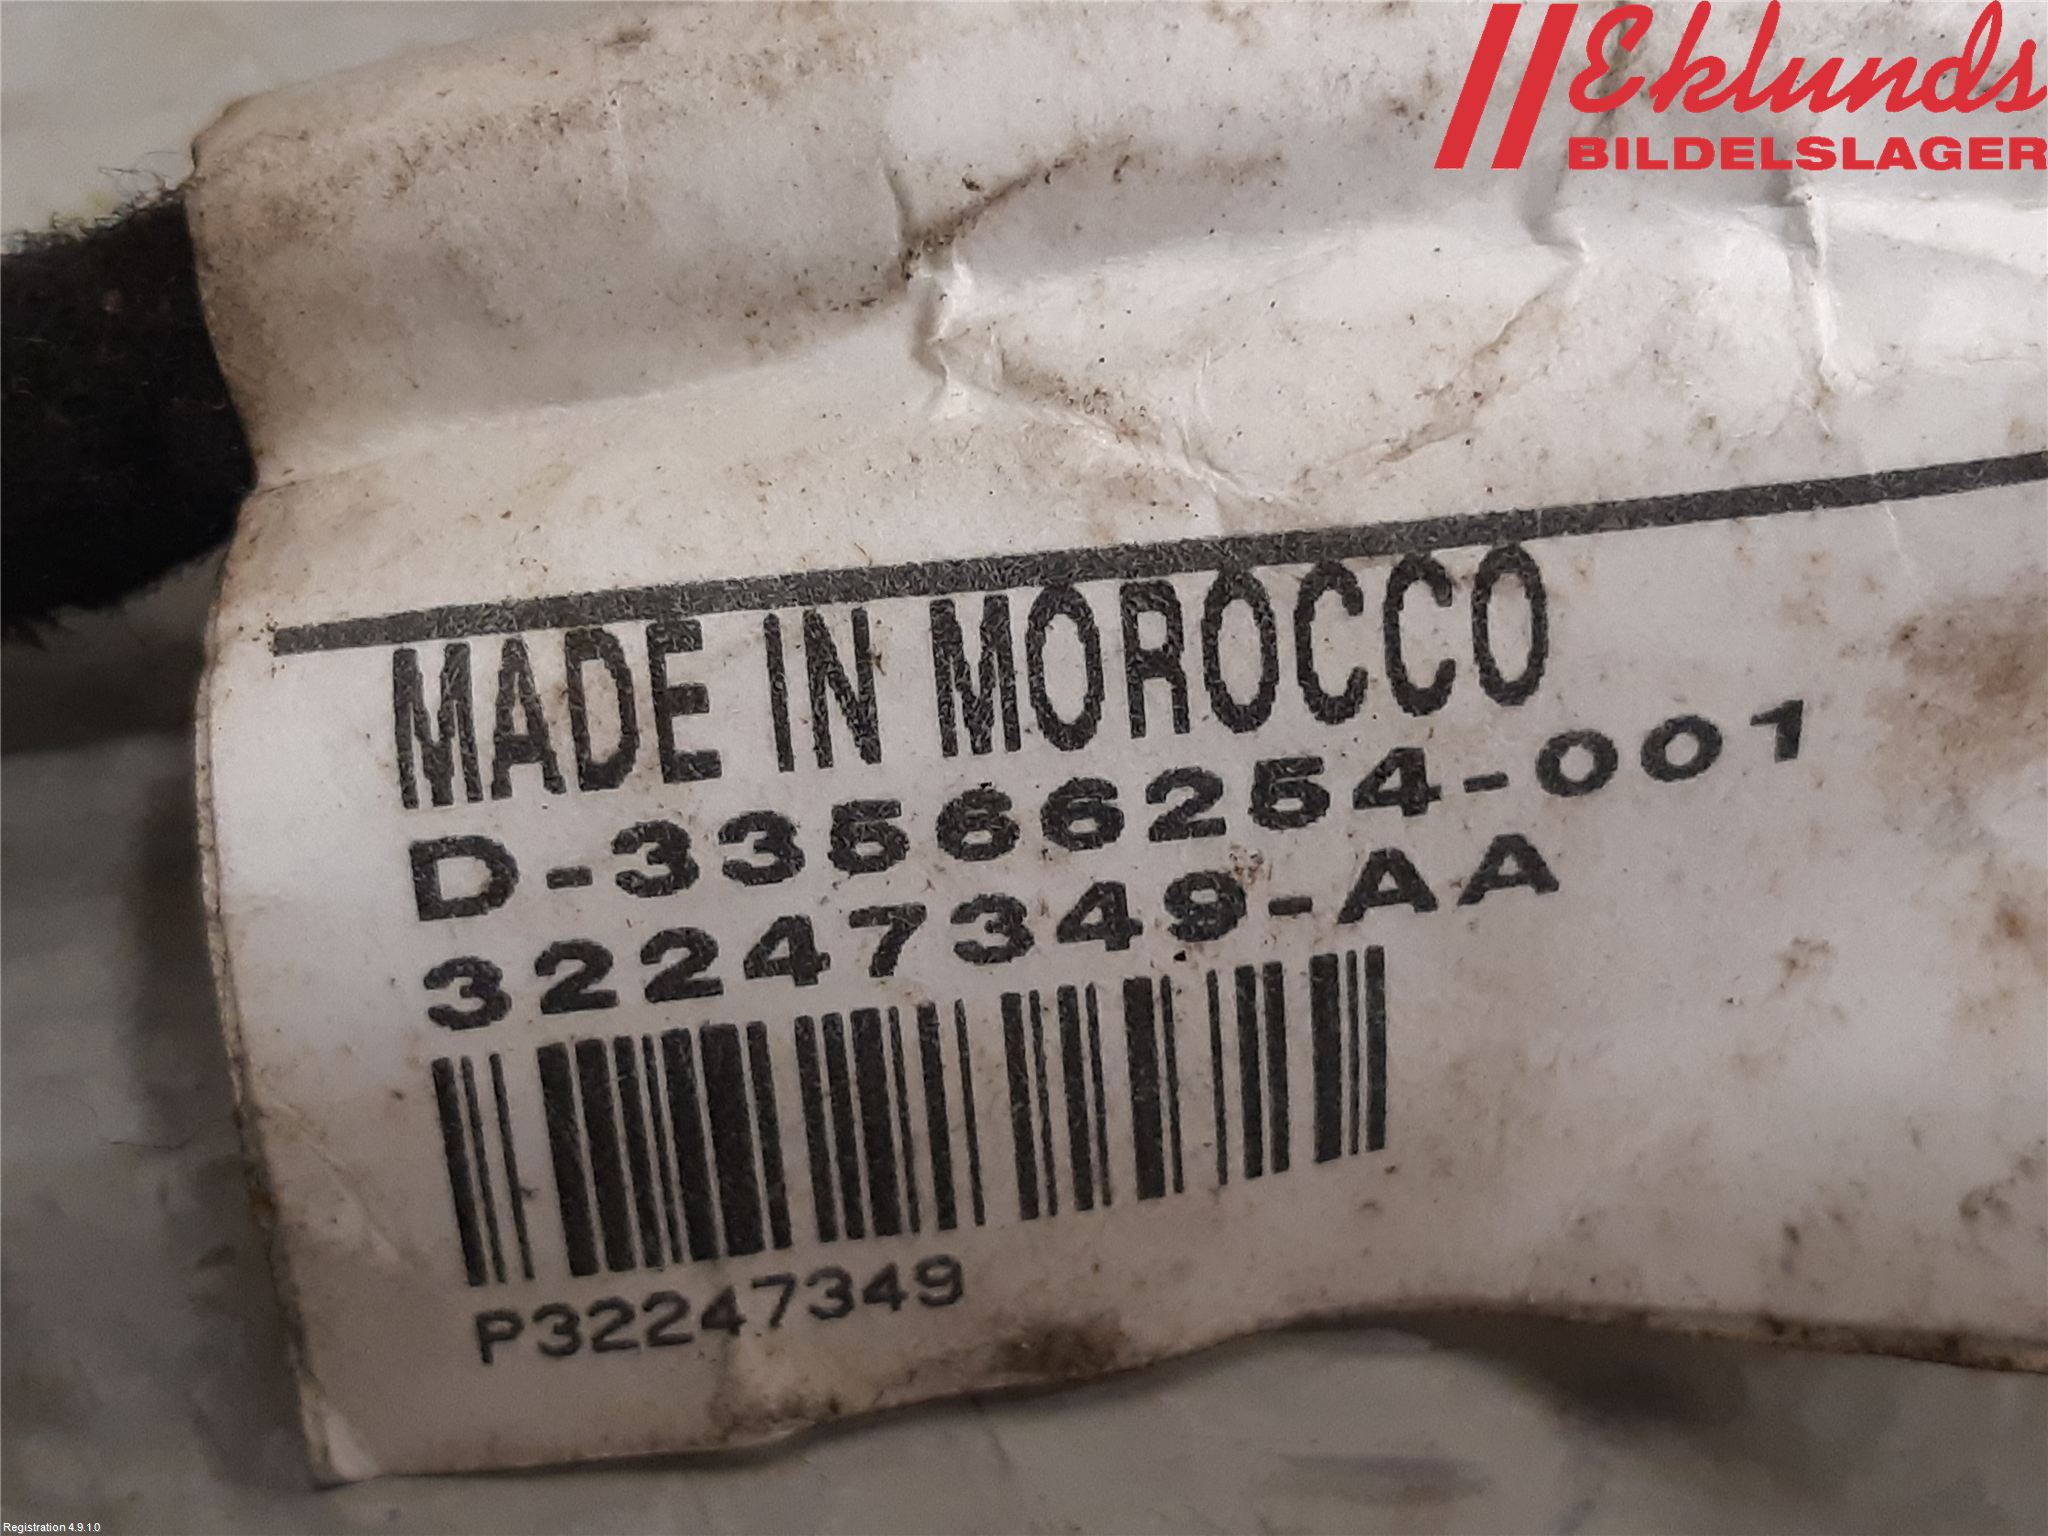 Eklunds
BILDELSLAGER
MADE IN MOROCCO
D-33566254-001
32247349-AA
P32247349
Registration 4.9.1.0